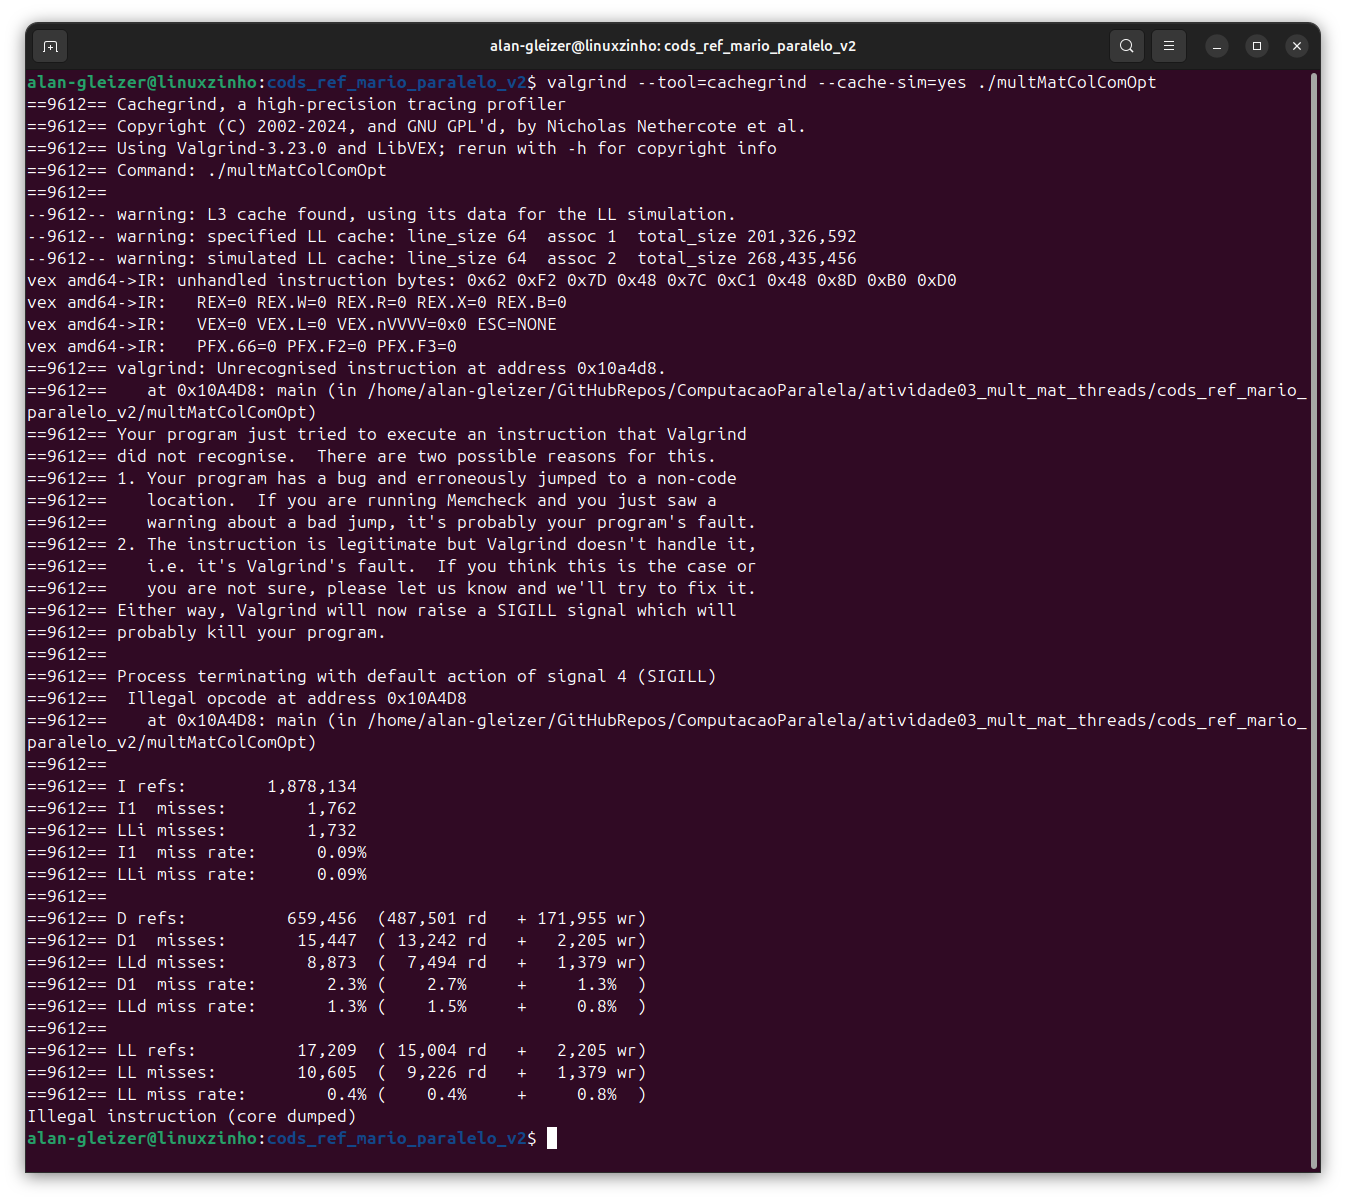 alan-gleizer@linuxzinho: cods_ref_mario_paralelo_v2
alan-gleizer@linuxzinho:cods_ref_mario_paralelo_v2$ valgrind --tool=cachegrind --cache-sim=yes ./multMatColComOpt
==9612== Cachegrind, a high-precision tracing profiler
==9612== Copyright (C) 2002-2024, and GNU GPL'd, by Nicholas Nethercote et al.
==9612== Using Valgrind-3.23.0 and LibVEX; rerun with -h for copyright info
==9612== Command: ./multMatColComOpt
==9612==
--9612-- warning: L3 cache found, using its data for the LL simulation.
--9612-- warning: specified LL cache: line_size 64  assoc 1  total_size 201,326,592
--9612-- warning: simulated LL cache: line_size 64  assoc 2  total_size 268,435,456
vex amd64->IR: unhandled instruction bytes: 0x62 0xF2 0x7D 0x48 0x7C 0xC1 0x48 0x8D 0xB0 0xD0
vex amd64->IR:   REX=0 REX.W=0 REX.R=0 REX.X=0 REX.B=0
vex amd64->IR:   VEX=0 VEX.L=0 VEX.nVVVV=0x0 ESC=NONE
vex amd64->IR:   PFX.66=0 PFX.F2=0 PFX.F3=0
==9612== valgrind: Unrecognised instruction at address 0x10a4d8.
==9612==    at 0x10A4D8: main (in /home/alan-gleizer/GitHubRepos/ComputacaoParalela/atividade03_mult_mat_threads/cods_ref_mario_
paralelo_v2/multMatColComOpt)
==9612== Your program just tried to execute an instruction that Valgrind
==9612== did not recognise.  There are two possible reasons for this.
==9612== 1. Your program has a bug and erroneously jumped to a non-code
==9612==    location.  If you are running Memcheck and you just saw a
==9612==    warning about a bad jump, it's probably your program's fault.
==9612== 2. The instruction is legitimate but Valgrind doesn't handle it,
==9612==    i.e. it's Valgrind's fault.  If you think this is the case or
==9612==    you are not sure, please let us know and we'll try to fix it.
==9612== Either way, Valgrind will now raise a SIGILL signal which will
==9612== probably kill your program.
==9612==
==9612== Process terminating with default action of signal 4 (SIGILL)
==9612==  Illegal opcode at address 0x10A4D8
==9612==    at 0x10A4D8: main (in /home/alan-gleizer/GitHubRepos/ComputacaoParalela/atividade03_mult_mat_threads/cods_ref_mario_
paralelo_v2/multMatColComOpt)
==9612==
==9612== I refs:        1,878,134
==9612== I1  misses:        1,762
==9612== LLi misses:        1,732
==9612== I1  miss rate:      0.09%
==9612== LLi miss rate:      0.09%
==9612==
==9612== D refs:          659,456  (487,501 rd   + 171,955 wr)
==9612== D1  misses:       15,447  ( 13,242 rd   +   2,205 wr)
==9612== LLd misses:        8,873  (  7,494 rd   +   1,379 wr)
==9612== D1  miss rate:       2.3% (    2.7%     +     1.3%  )
==9612== LLd miss rate:       1.3% (    1.5%     +     0.8%  )
==9612==
==9612== LL refs:          17,209  ( 15,004 rd   +   2,205 wr)
==9612== LL misses:        10,605  (  9,226 rd   +   1,379 wr)
==9612== LL miss rate:        0.4% (    0.4%     +     0.8%  )
Illegal instruction (core dumped)
alan-gleizer@linuxzinho:cods_ref_mario_paralelo_v2$